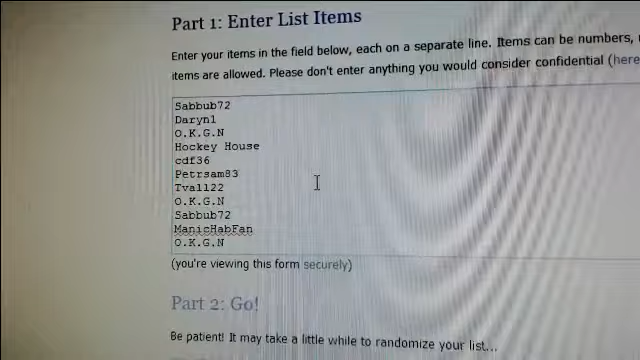 Part 1: Enter List Items
Enter your items in the field below, each on a separate line. Items can be numbers,
items are allowed. Please don't enter anything you would consider confidential (here
Sabbub72
Daryn1
O.K.G.N
Hockey House
cdf36
Petrsam83
Tval122
O.K.G.N
Sabbub72
ManicHabFan
O.K.G.N
(you're viewing this form securely)
Part 2: Go!
Be patient! It may take a little while to randomize your list...